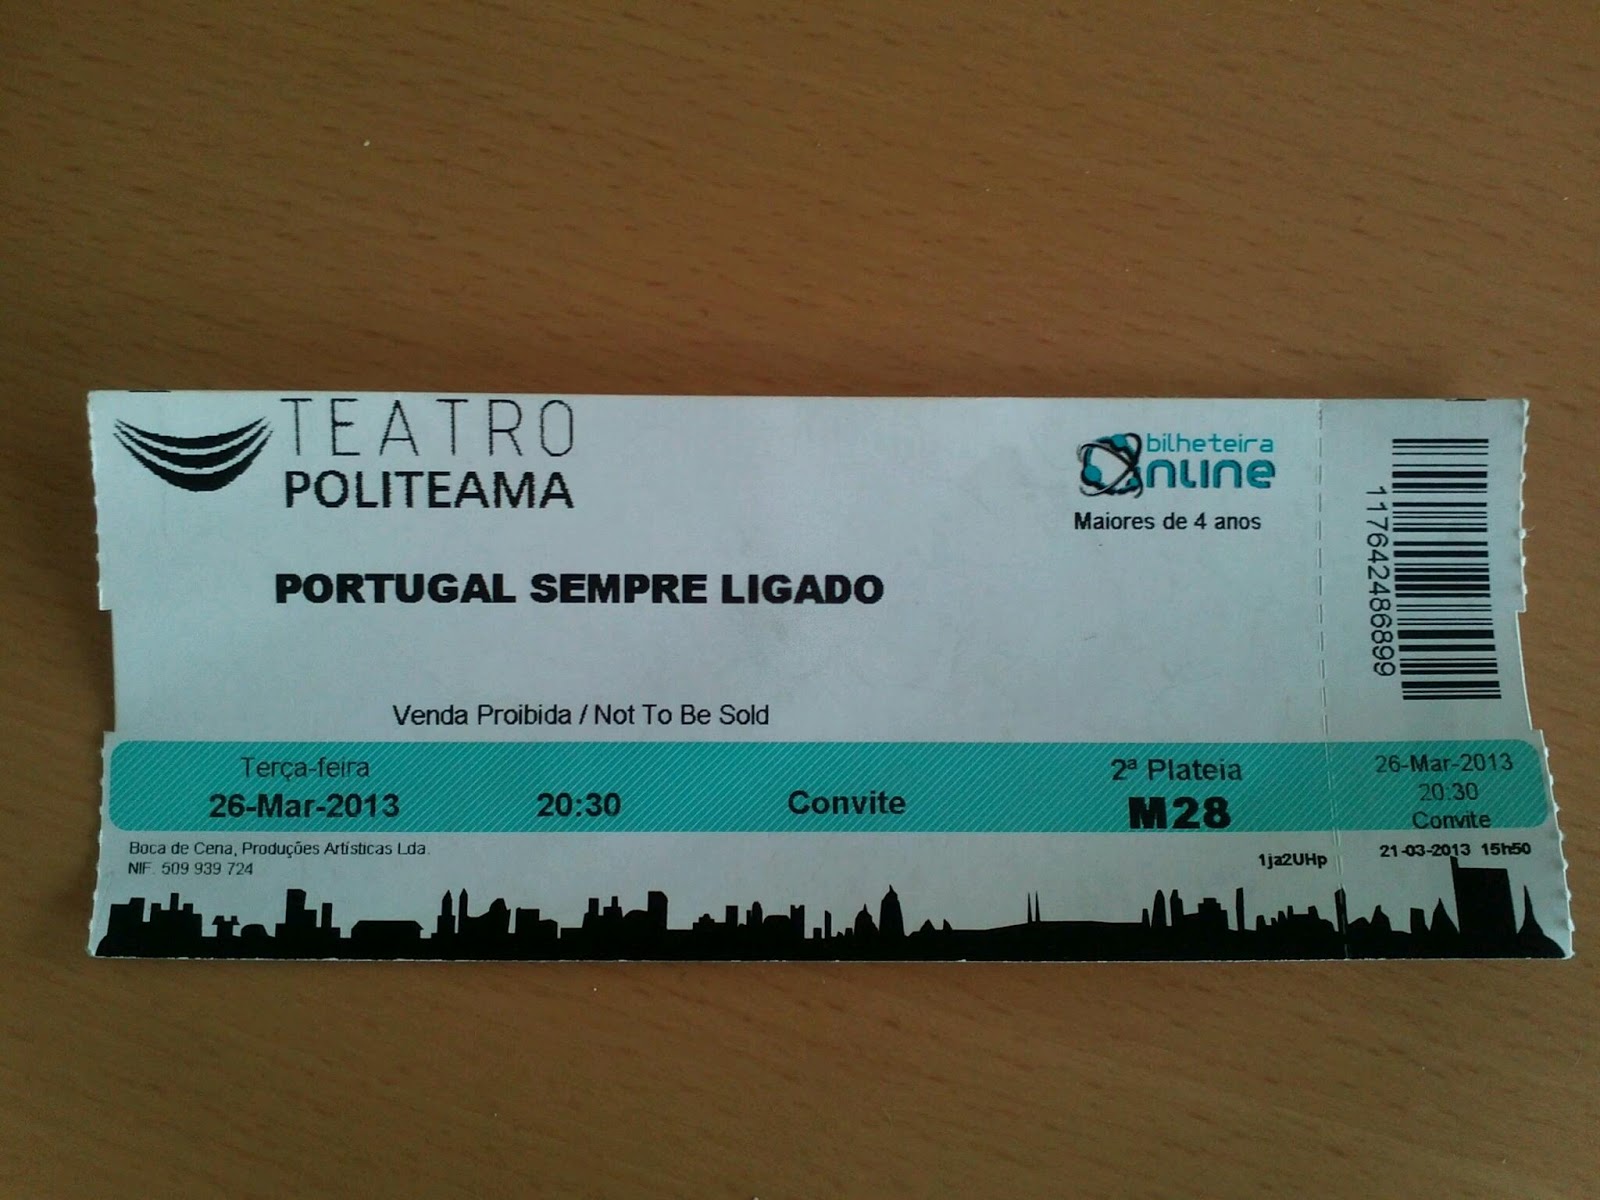 TEATRO
POLITEAMA
bilheteira
Online
Maiores de 4 anos
PORTUGAL SEMPRE LIGADO
Venda Proibida / Not To Be Sold
Terça-feira
26-Mar-2013
20:30
Convite
2ª Plateia
M28
Boca de Cena, Produções Artísticas Lda.
NIF. 509 939 724
1ja2UHp
1176424286899
26-Mar-2013
20:30
Convite
21-03-2013 15h50